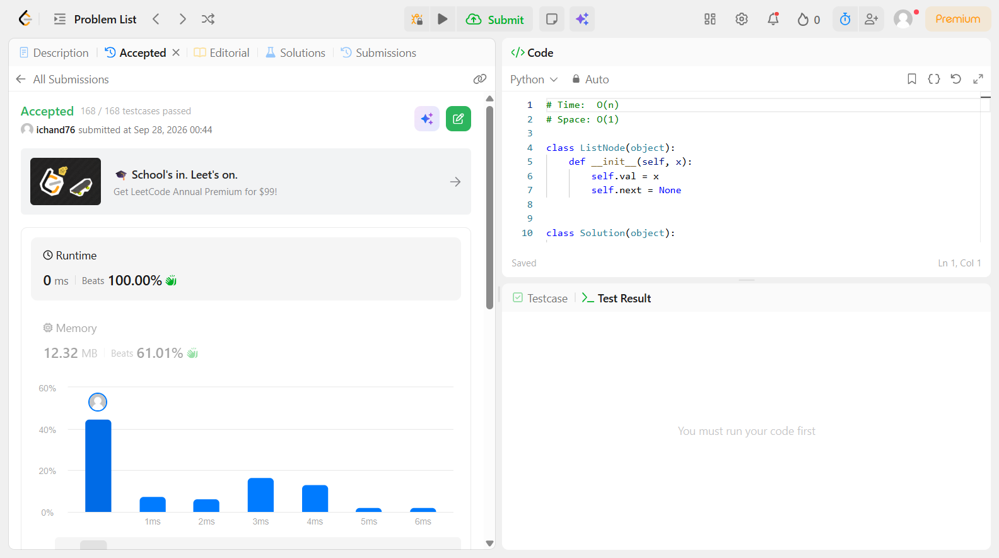 Problem List
Submit
0
Premium
Description
Accepted
Editorial
Solutions
Submissions
All Submissions
Accepted 168 / 168 testcases passed
ichand76 submitted at Sep 28, 2026 00:44
School's in. Leet's on.
Get LeetCode Annual Premium for $99!
Runtime
0 ms Beats 100.00%
Memory
12.32 MB Beats 61.01%
60%
40%
20%
0%
1ms 2ms 3ms 4ms 5ms 6ms
Code
Python Auto
1 # Time:  O(n)
2 # Space: O(1)
3
4 class ListNode(object):
5     def __init__(self, x):
6         self.val = x
7         self.next = None
8
9
10 class Solution(object):
Saved Ln 1, Col 1
Testcase
Test Result
You must run your code first